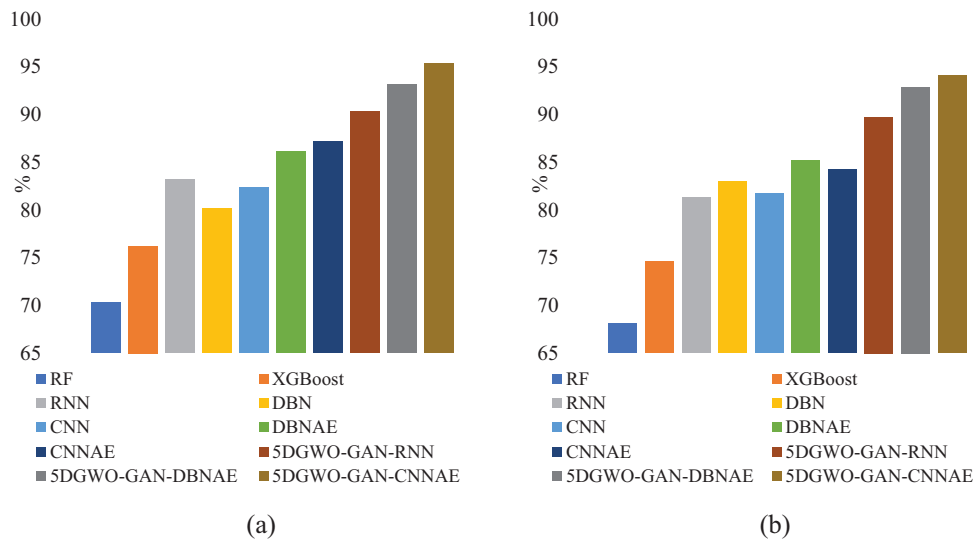 100
95
90
85
%
80
75
70
65
RF XGBoost
RNN DBN
CNN DBNAE
CNNAE 5DGWO-GAN-RNN
5DGWO-GAN-DBNAE 5DGWO-GAN-CNNAE
(a)
100
95
90
85
%
80
75
70
65
RF XGBoost
RNN DBN
CNN DBNAE
CNNAE 5DGWO-GAN-RNN
5DGWO-GAN-DBNAE 5DGWO-GAN-CNNAE
(b)